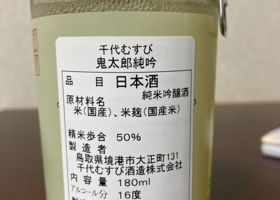 千代むすび
鬼太郎純吟
品 目 日本酒
純米吟醸酒
原材料名
米(国産)、米麹(国産米)
精米歩合 50%
製 造 者
鳥取県境港市大正町131
千代むすび酒造株式会社
内 容 量 180ml
アルコール分 16度